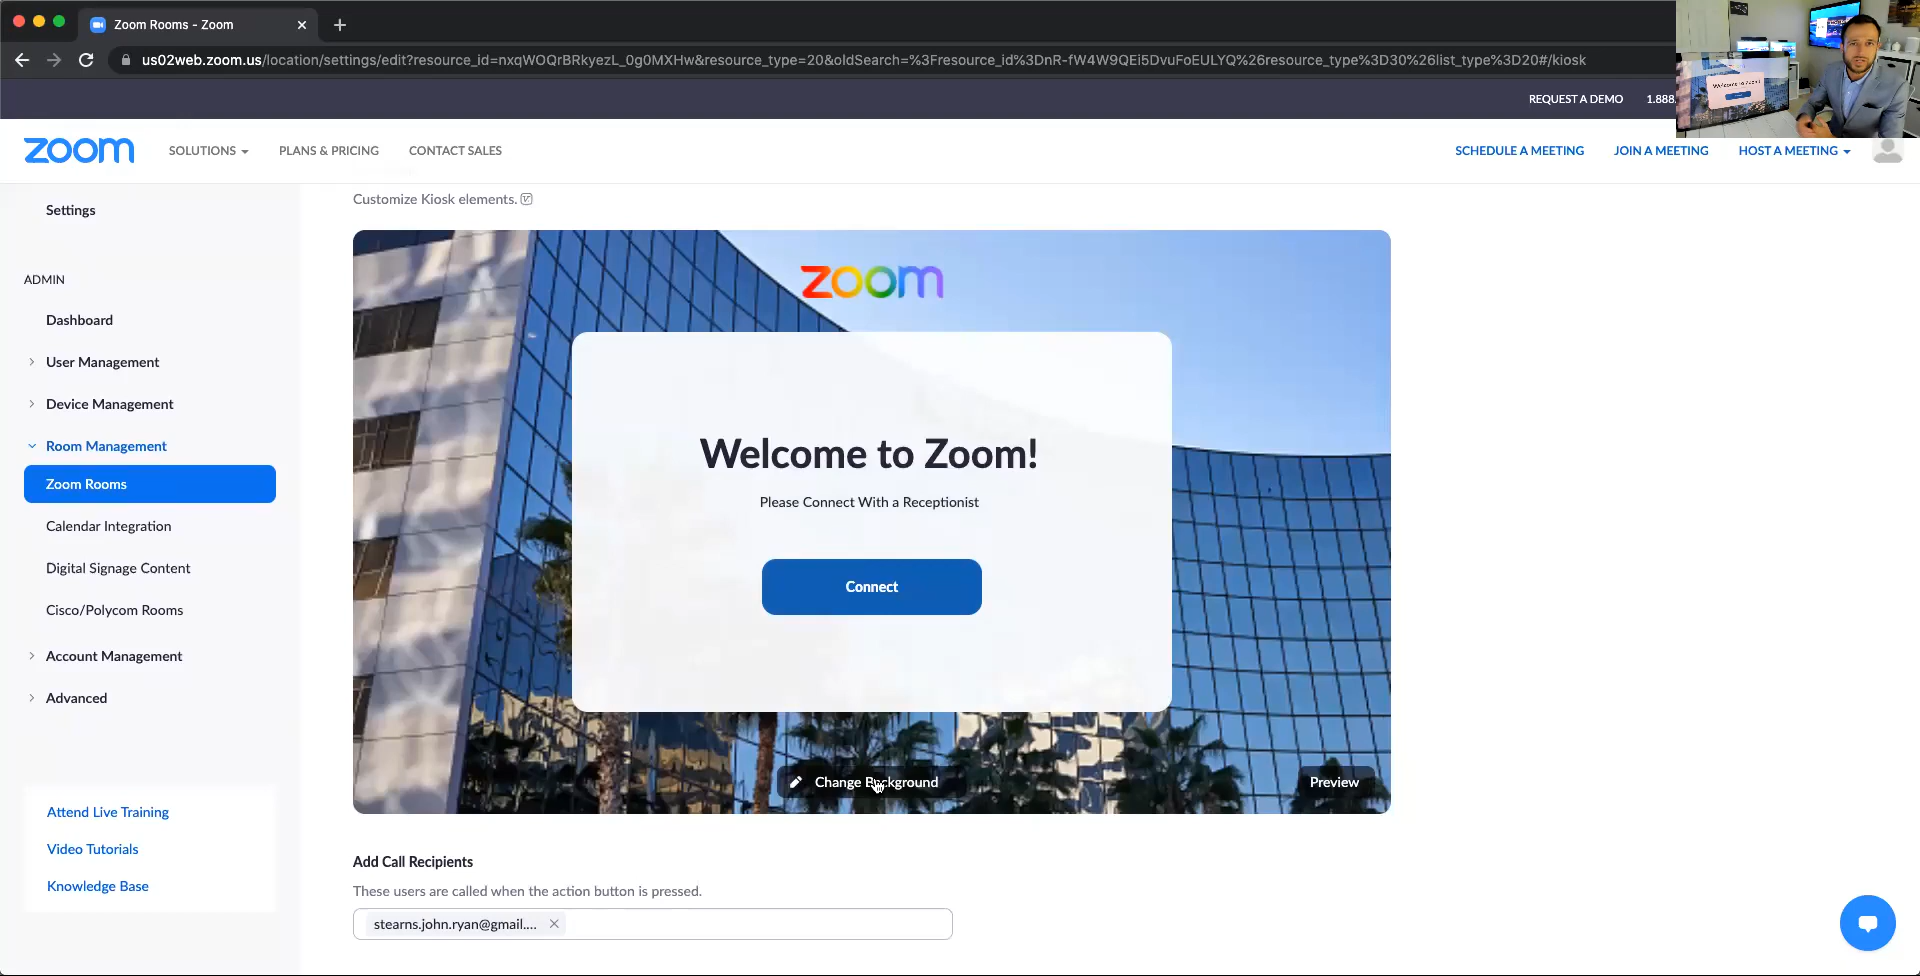 Zoom Rooms - Zoom
us02web.zoom.us/location/settings/edit?resource_id=nxqWOQrBRkyezL_0g0MXHw&resource_type=20&oldSearch=%3Fresource_id%3DnR-fW4W9QEi5DvuFoEULYQ%26resource_type%3D30%26list_type%3D20#/kiosk
REQUEST A DEMO 1.888.
Welcome to Zoom!
zoom SOLUTIONS PLANS & PRICING CONTACT SALES SCHEDULE A MEETING JOIN A MEETING HOST A MEETING
Settings
ADMIN
Dashboard
User Management
Device Management
Room Management
Zoom Rooms
Calendar Integration
Digital Signage Content
Cisco/Polycom Rooms
Account Management
Advanced
Attend Live Training
Video Tutorials
Knowledge Base
Customize Kiosk elements.
zoom
Welcome to Zoom!
Please Connect With a Receptionist
Connect
Change Background Preview
Add Call Recipients
These users are called when the action button is pressed.
stearns.john.ryan@gmail....